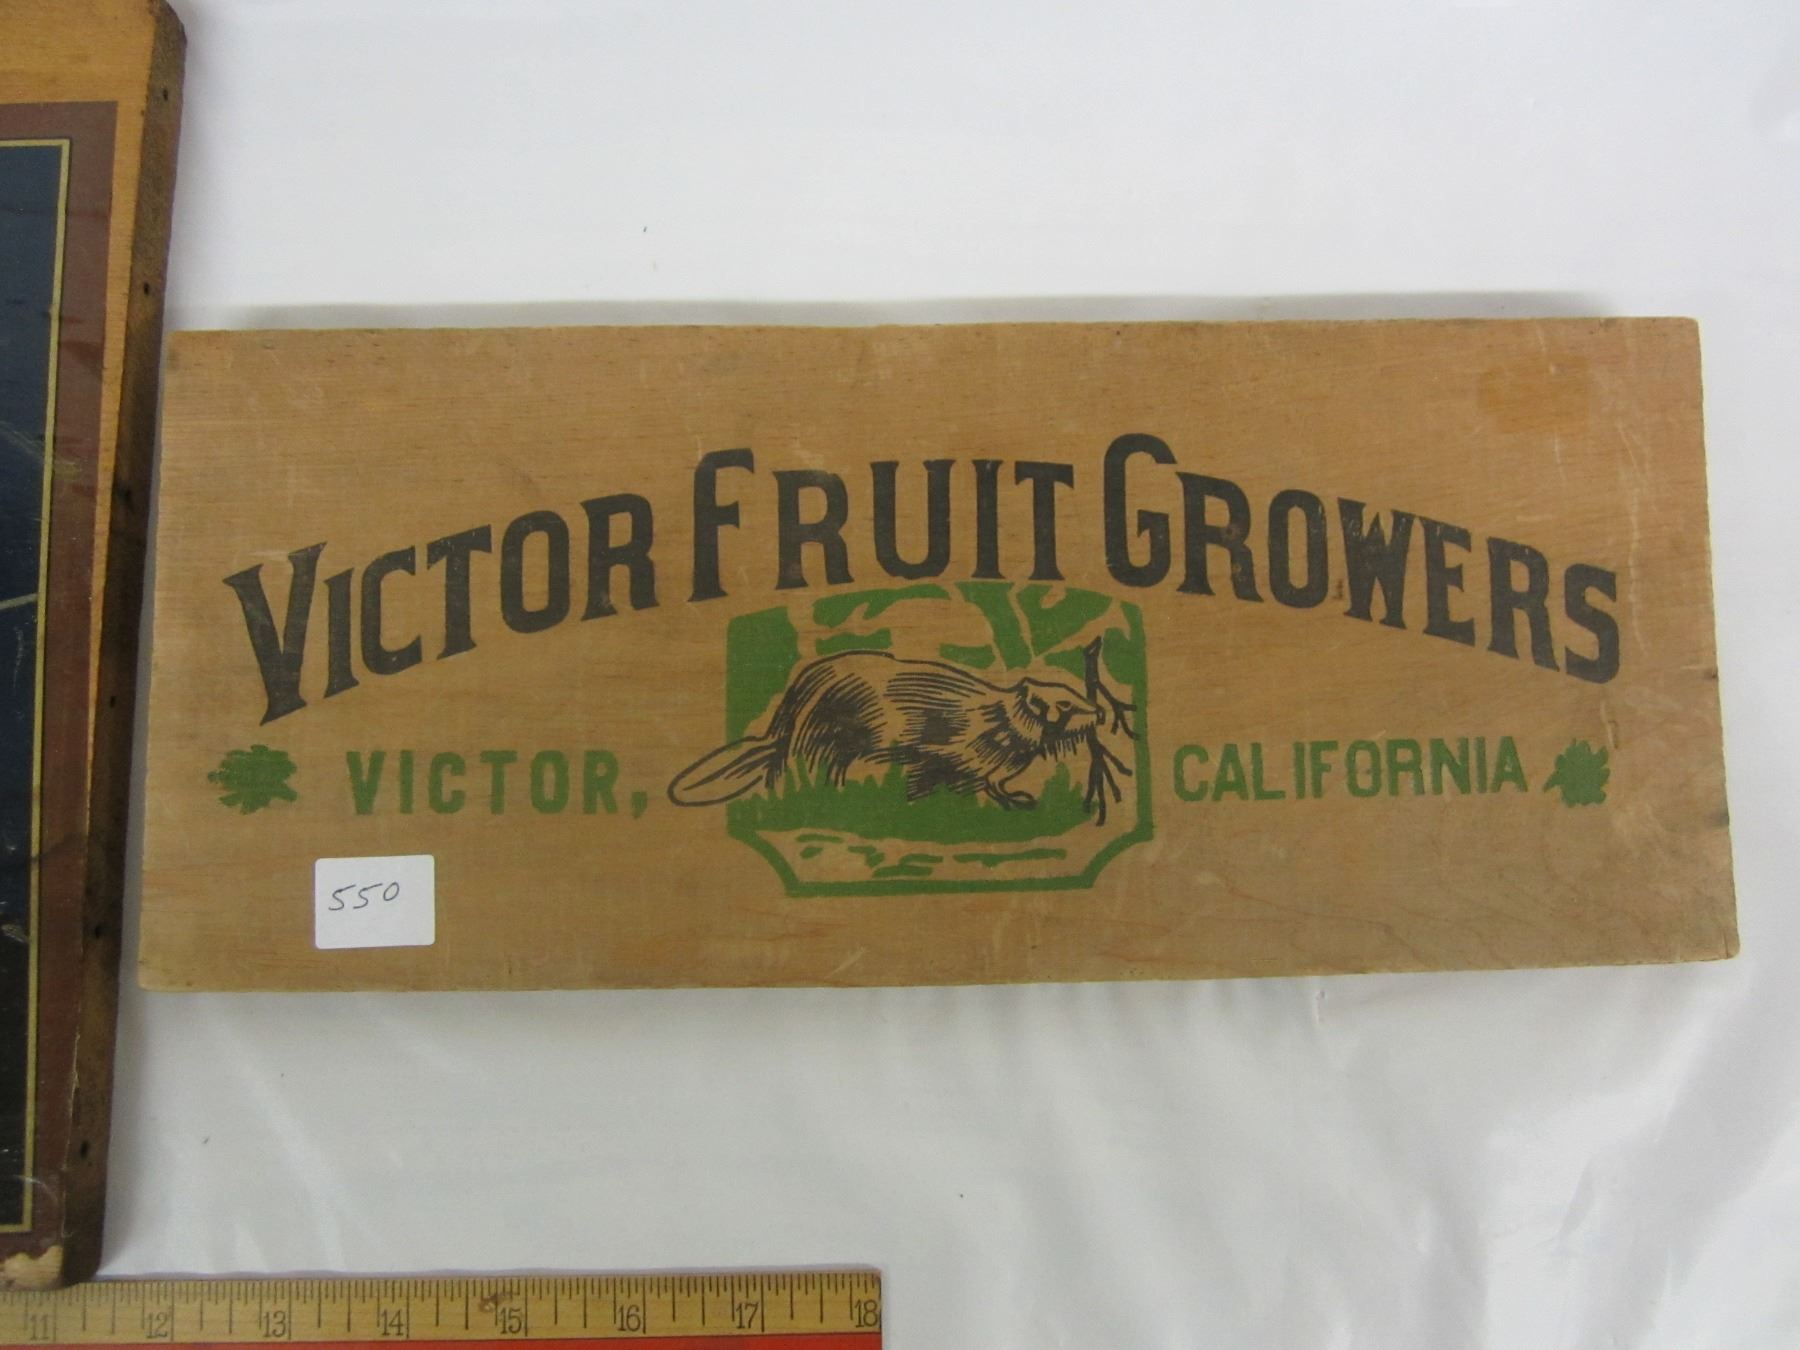 VICTOR FRUIT GROWERS
VICTOR, CALIFORNIA
550
11 12 13 14 15 16 17 18